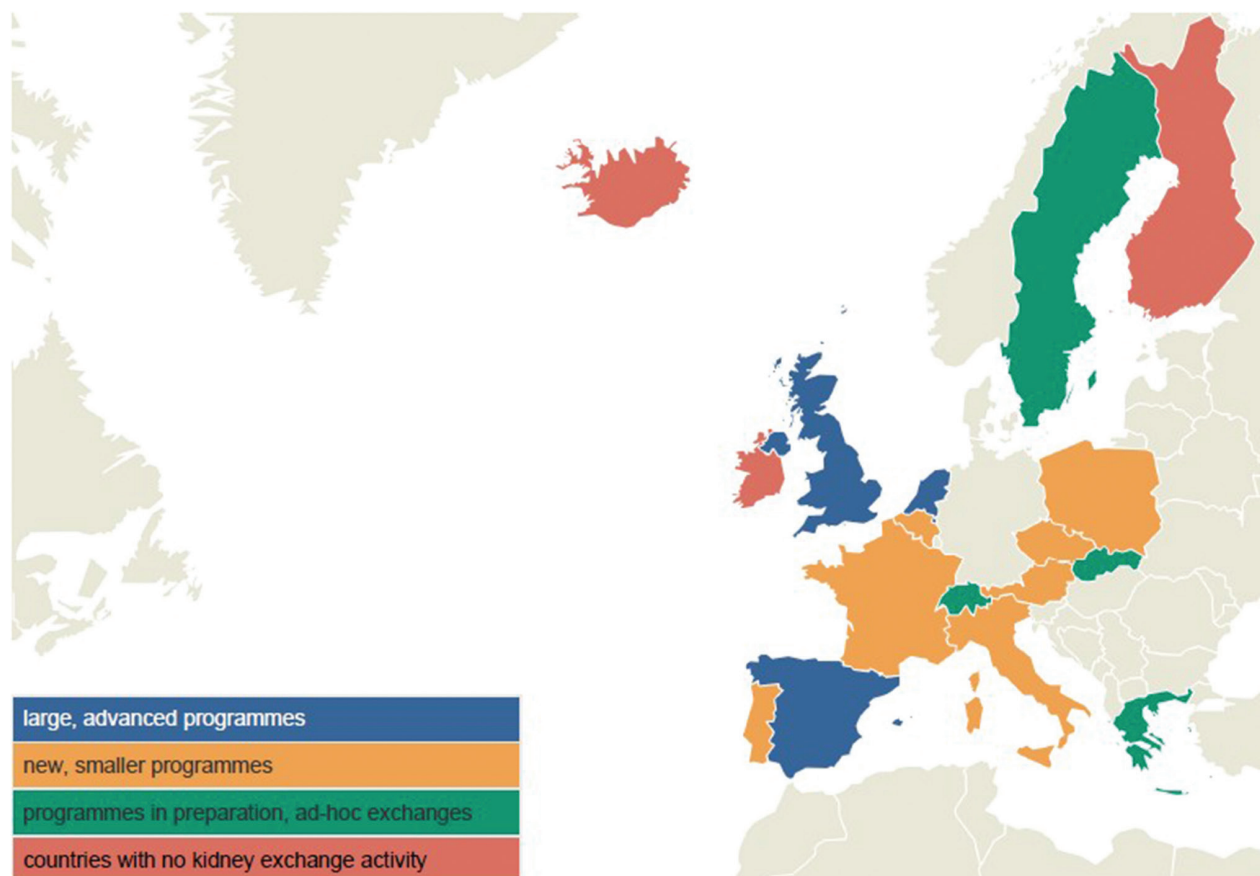 large, advanced programmes
new, smaller programmes
programmes in preparation, ad-hoc exchanges
countries with no kidney exchange activity